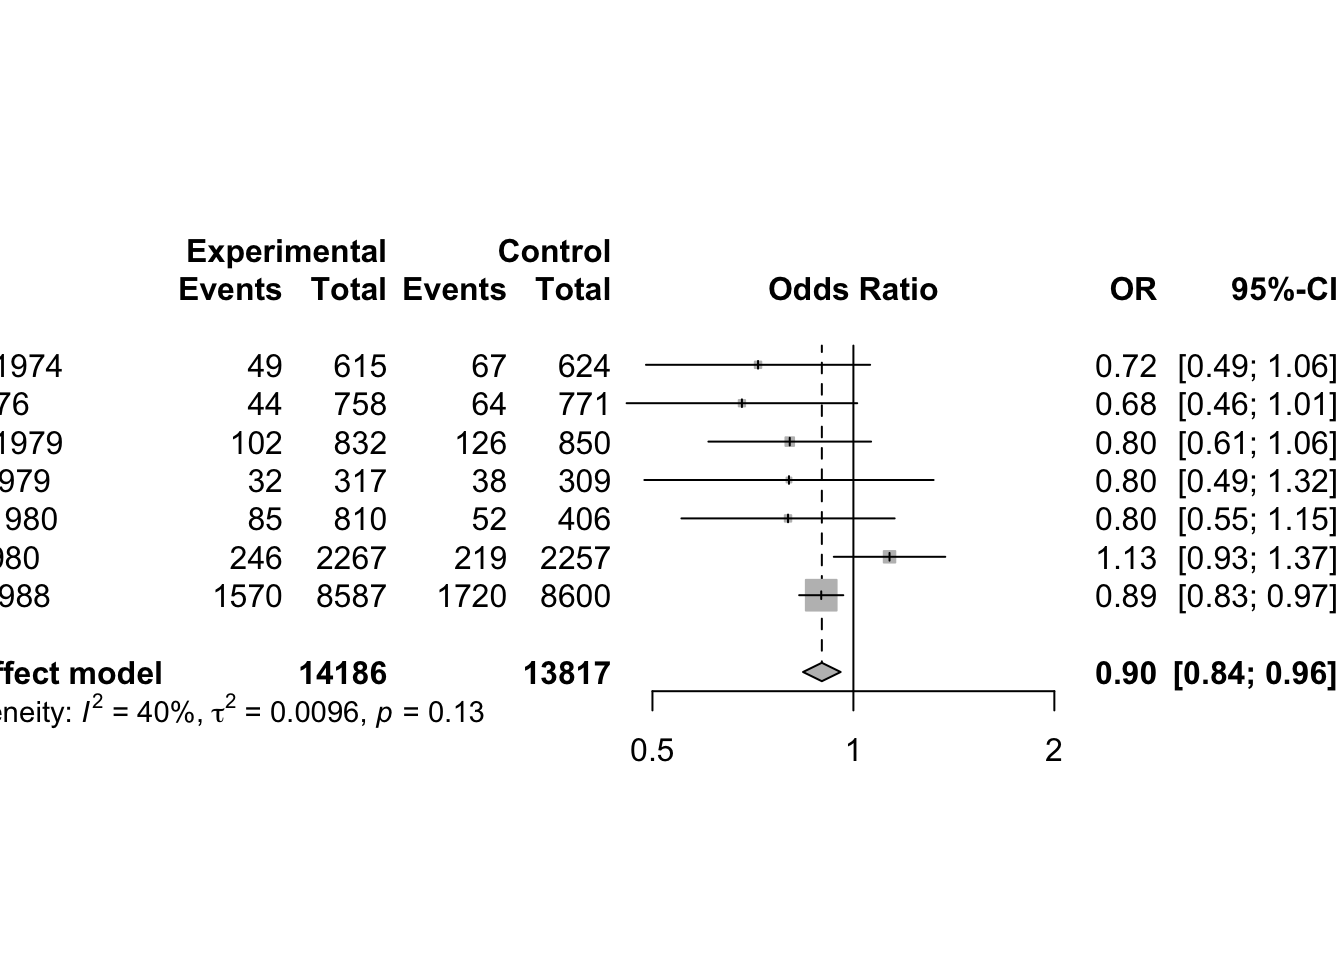 Experimental Control
Events Total Events Total Odds Ratio OR 95%-CI
1974 49 615 67 624 0.72 [0.49; 1.06]
76 44 758 64 771 0.68 [0.46; 1.01]
1979 102 832 126 850 0.80 [0.61; 1.06]
979 32 317 38 309 0.80 [0.49; 1.32]
1980 85 810 52 406 0.80 [0.55; 1.15]
980 246 2267 219 2257 1.13 [0.93; 1.37]
988 1570 8587 1720 8600 0.89 [0.83; 0.97]
ffect model 14186 13817 0.90 [0.84; 0.96]
eneity: I² = 40%, τ² = 0.0096, p = 0.13
0.5 1 2